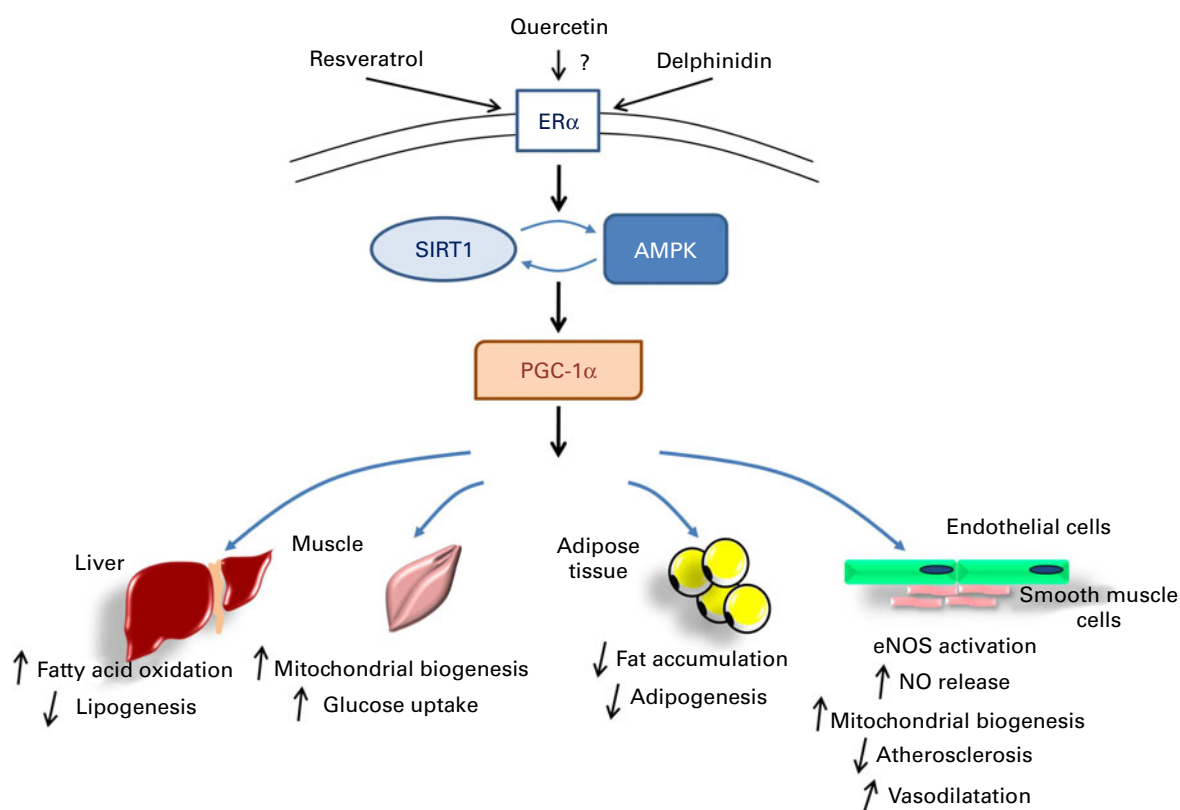 Quercetin
?
Resveratrol
Delphinidin
ERα
SIRT1
AMPK
PGC-1α
Liver
Muscle
Adipose
tissue
Endothelial cells
Smooth muscle
cells
↑ Fatty acid oxidation
↓ Lipogenesis
↑ Mitochondrial biogenesis
↑ Glucose uptake
↓ Fat accumulation
↓ Adipogenesis
eNOS activation
↑ NO release
↑ Mitochondrial biogenesis
↓ Atherosclerosis
↑ Vasodilatation